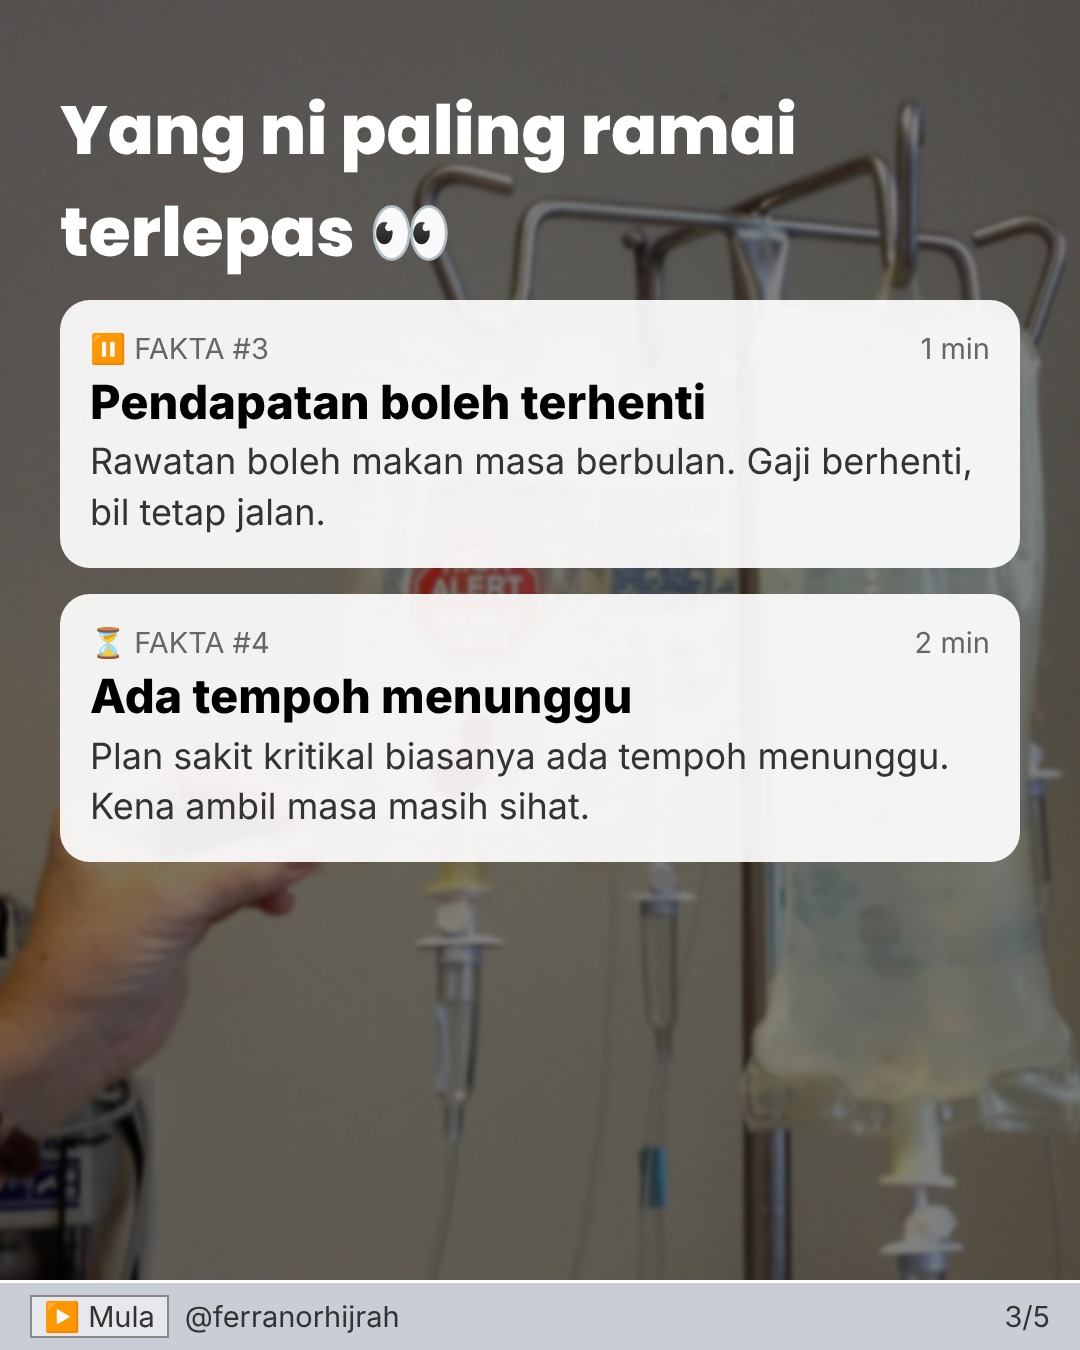 Yang ni paling ramai
terlepas 👀
⏸️ FAKTA #3 1 min
Pendapatan boleh terhenti
Rawatan boleh makan masa berbulan. Gaji berhenti,
bil tetap jalan.
ALERT
⏳ FAKTA #4 2 min
Ada tempoh menunggu
Plan sakit kritikal biasanya ada tempoh menunggu.
Kena ambil masa masih sihat.
▶️ Mula @ferranorhijrah 3/5